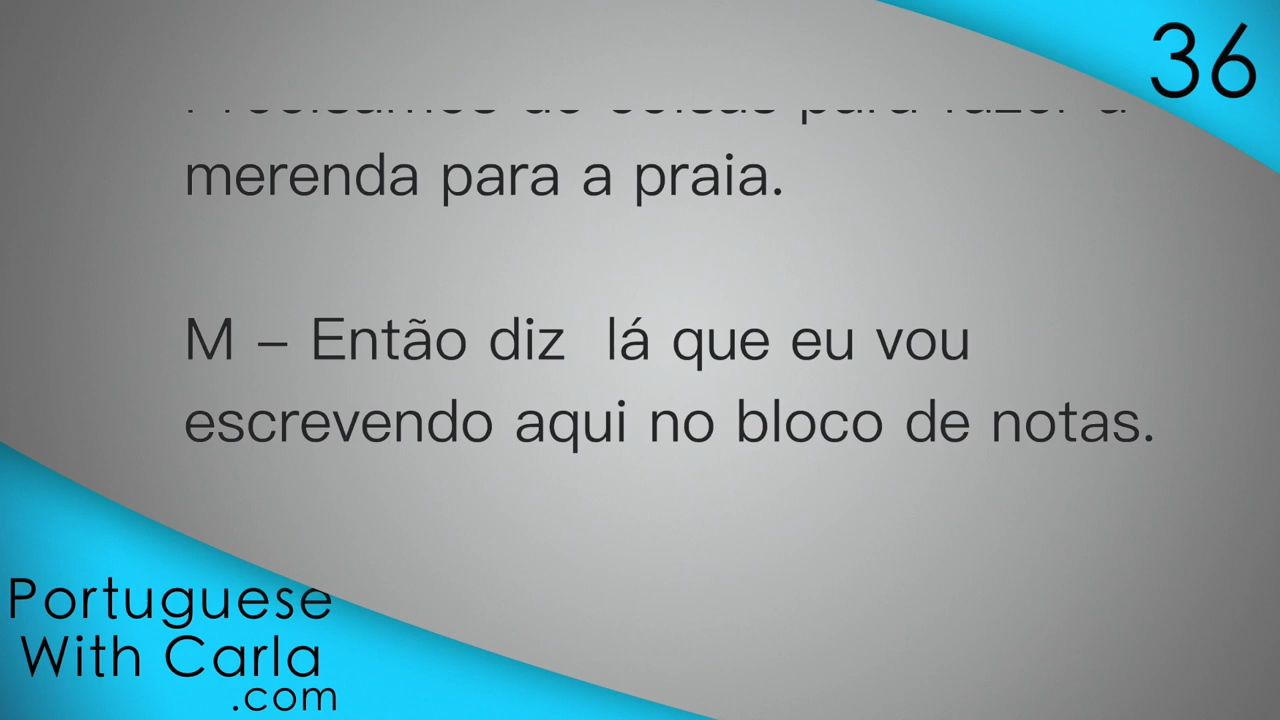 36
merenda para a praia.
M – Então diz lá que eu vou
escrevendo aqui no bloco de notas.
Portuguese
With Carla
.com